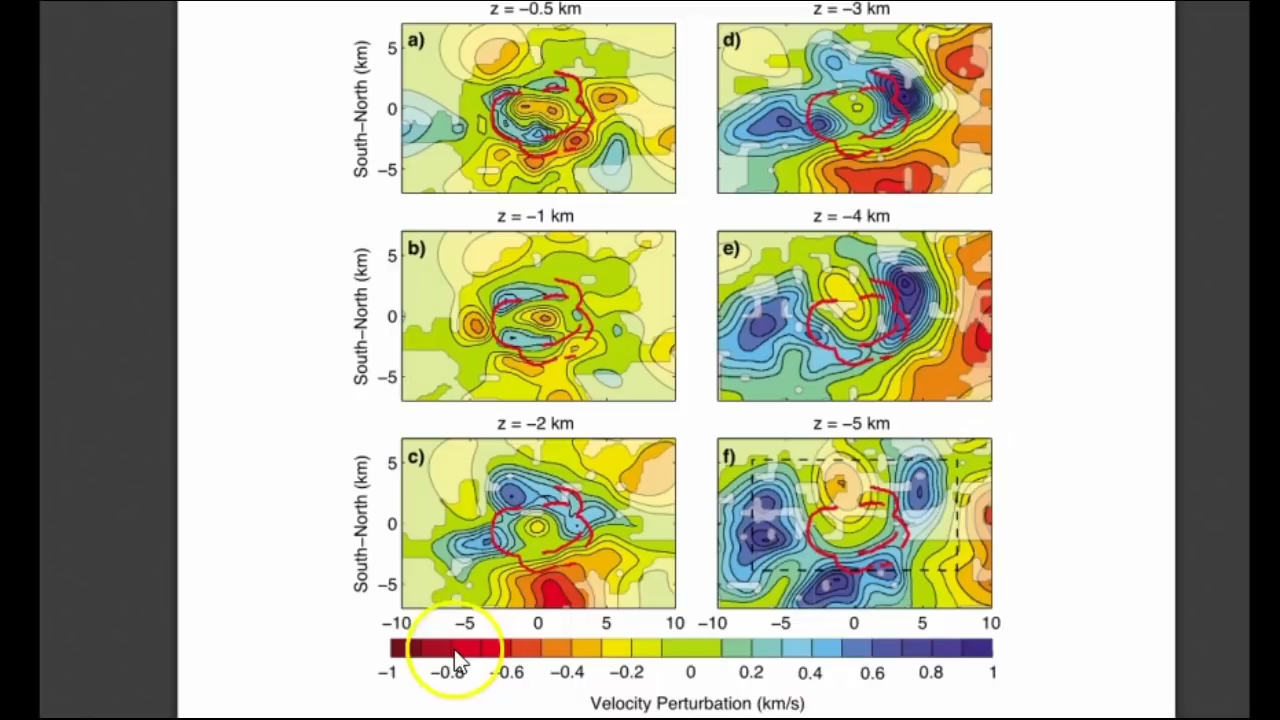 z = −0.5 km
z = −3 km
a)
d)
South−North (km)
5
0
−5
z = −1 km
z = −4 km
b)
e)
South−North (km)
5
0
−5
z = −2 km
z = −5 km
c)
f)
South−North (km)
5
0
−5
−10 −5 0 5 10
−10 −5 0 5 10
−1 −0.8 −0.6 −0.4 −0.2 0 0.2 0.4 0.6 0.8 1
Velocity Perturbation (km/s)